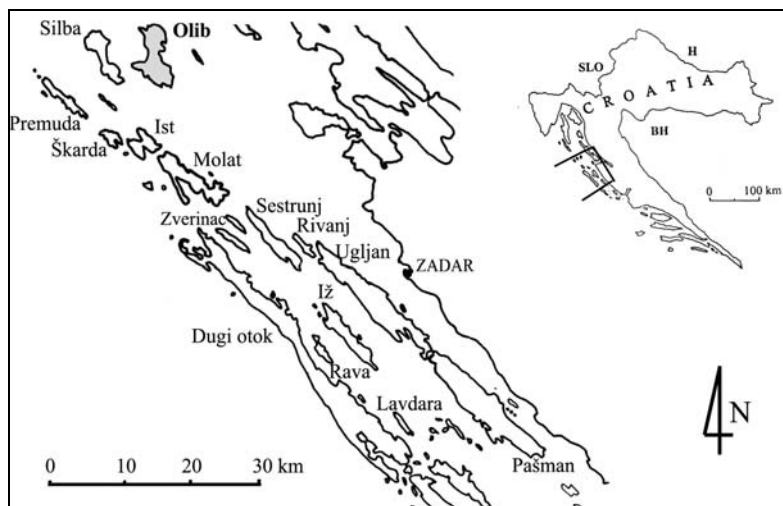 Silba
Olib
Premuda
Škarda
Ist
Molat
Zverinac
Sestrunj
Rivanj
Ugljan
ZADAR
Iž
Dugi otok
Rava
Lavdara
Pašman
0 10 20 30 km
SLO
H
CROATIA
BH
0 100 km
N